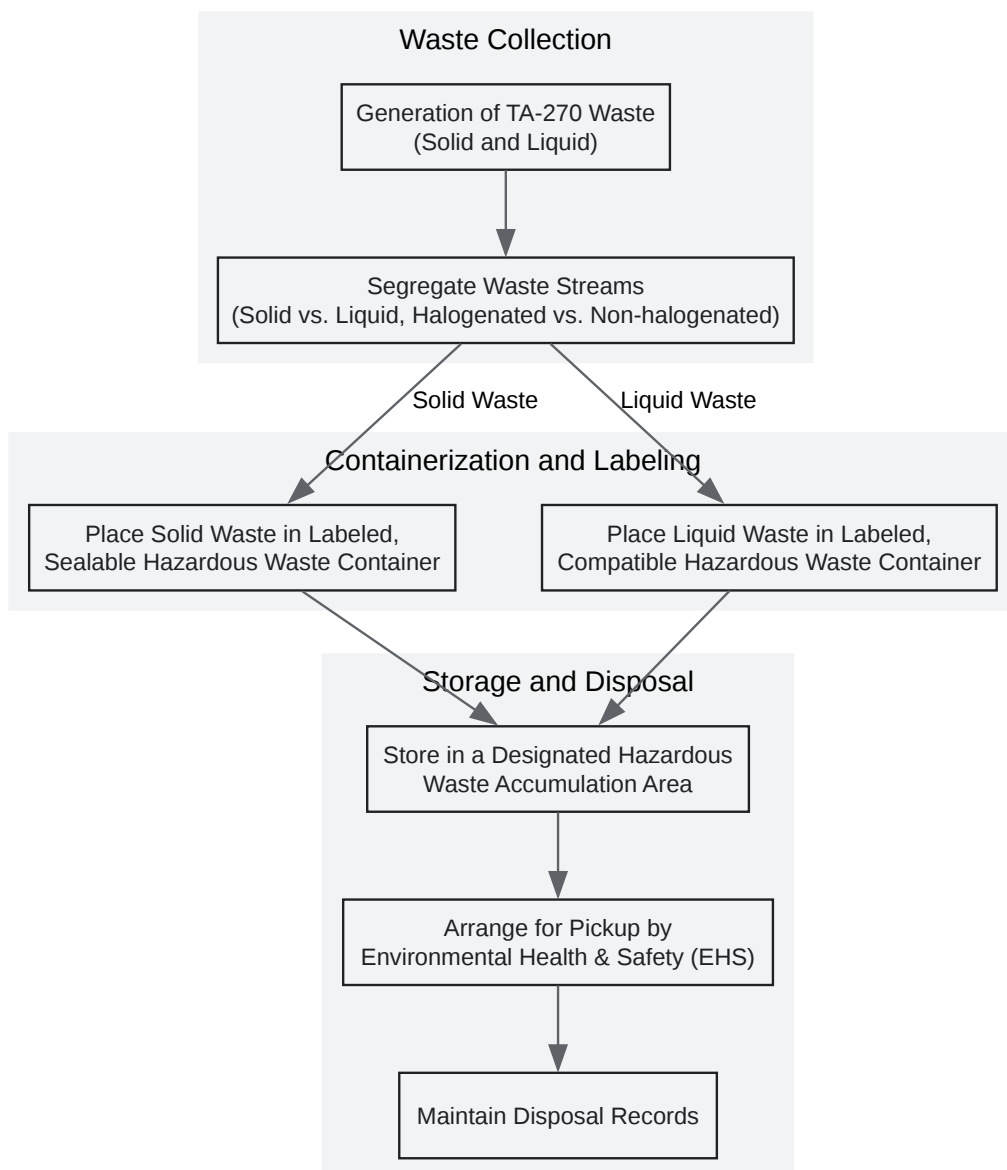 Waste Collection
Generation of TA-270 Waste
(Solid and Liquid)
Segregate Waste Streams
(Solid vs. Liquid, Halogenated vs. Non-halogenated)
Solid Waste
Liquid Waste
Containerization and Labeling
Place Solid Waste in Labeled,
Sealable Hazardous Waste Container
Place Liquid Waste in Labeled,
Compatible Hazardous Waste Container
Storage and Disposal
Store in a Designated Hazardous
Waste Accumulation Area
Arrange for Pickup by
Environmental Health & Safety (EHS)
Maintain Disposal Records